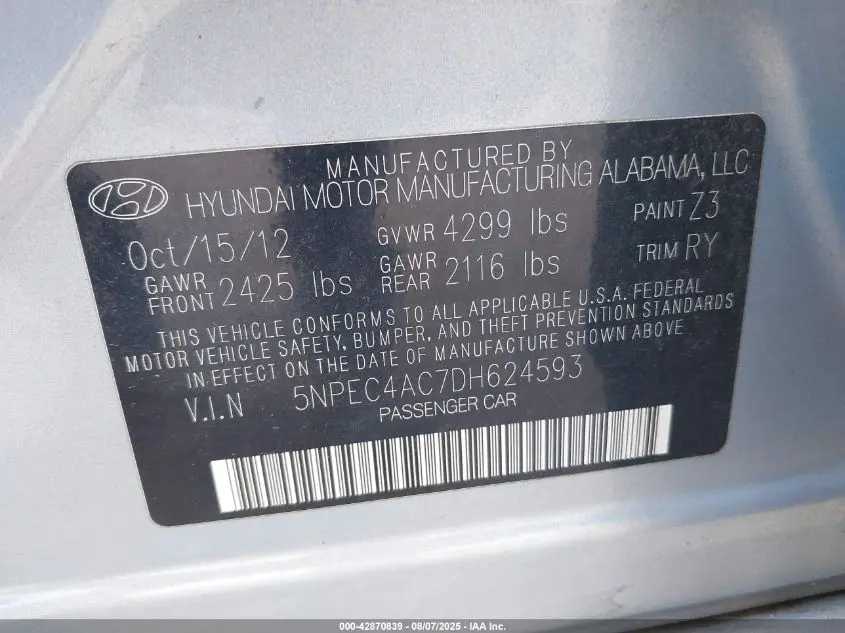 MANUFACTURED BY
HYUNDAI MOTOR MANUFACTURING ALABAMA, LLC
Oct/15/12 GVWR 4299 lbs PAINT Z3
GAWR FRONT 2425 lbs GAWR REAR 2116 lbs TRIM RY
THIS VEHICLE CONFORMS TO ALL APPLICABLE U.S.A. FEDERAL
MOTOR VEHICLE SAFETY, BUMPER, AND THEFT PREVENTION STANDARDS
IN EFFECT ON THE DATE OF MANUFACTURE SHOWN ABOVE
V.I.N 5NPEC4AC7DH624593
PASSENGER CAR
000-42870839 - 08/07/2025 - IAA Inc.